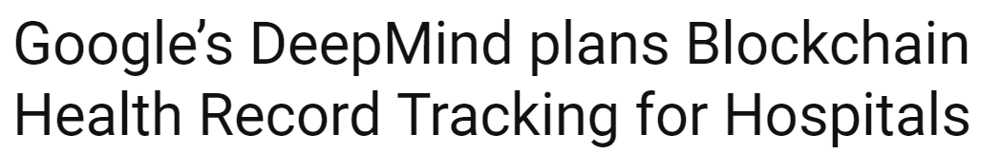 Google’s DeepMind plans Blockchain
Health Record Tracking for Hospitals